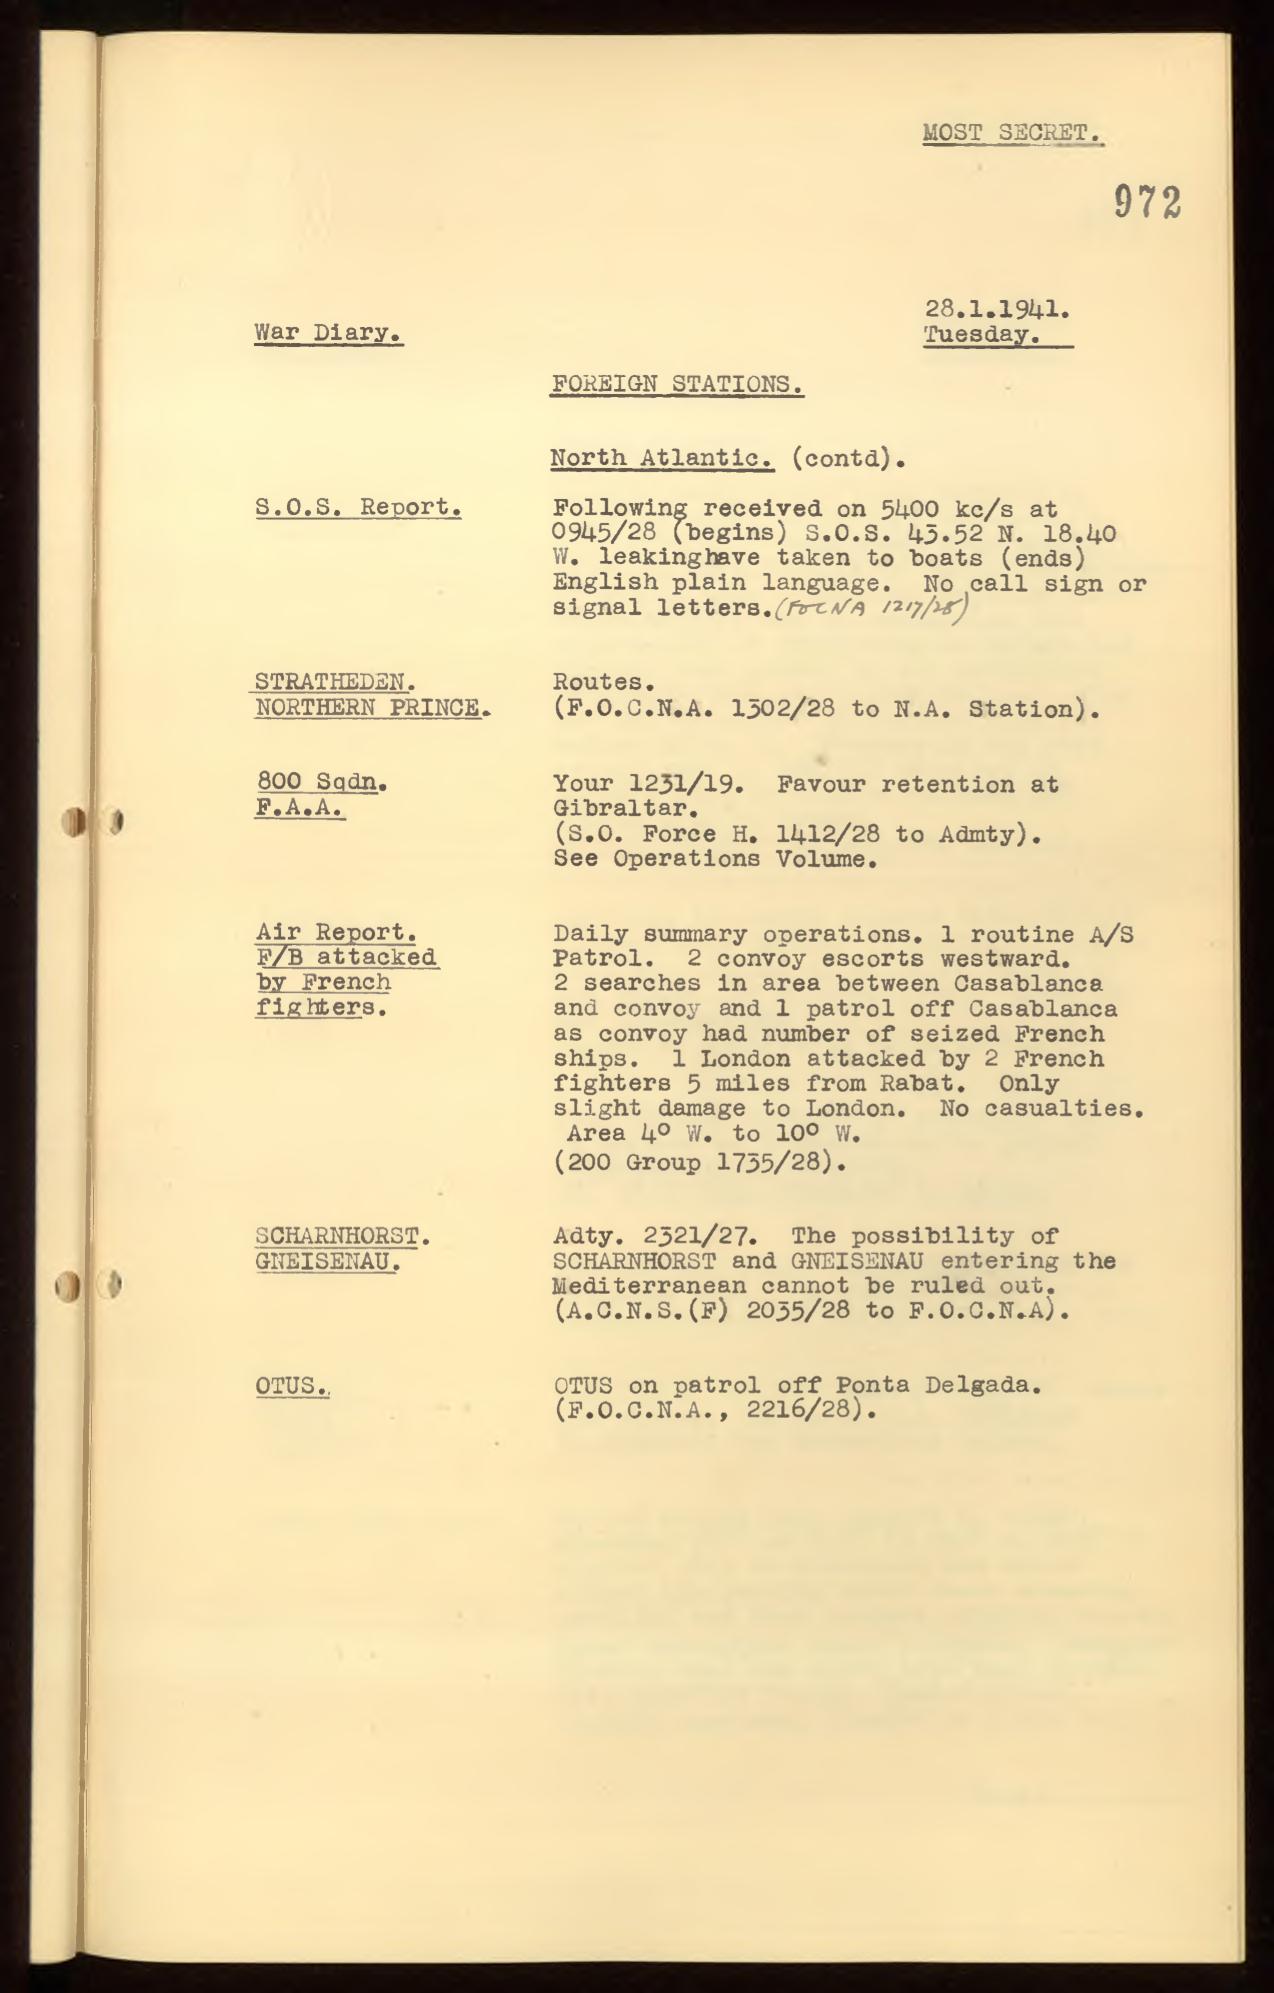 MOST SECRET.
972
28.1.1941.
War Diary.
Tuesday.
FOREIGN STATIONS.
North Atlantic. (contd).
S.O.S. Report.
Following received on 5400 kc/s at
0945/28 (begins) S.O.S. 43.52 N. 18.40
W. leakinghave taken to boats (ends)
English plain language. No call sign or
signal letters. (FOCNA 1217/28)
STRATHEDEN.
NORTHERN PRINCE.
Routes.
(F.O.C.N.A. 1302/28 to N.A. Station).
800 Sqdn.
F.A.A.
Your 1231/19. Favour retention at
Gibraltar.
(S.O. Force H. 1412/28 to Admty).
See Operations Volume.
Air Report.
F/B attacked
by French
fighters.
Daily summary operations. 1 routine A/S
Patrol. 2 convoy escorts westward.
2 searches in area between Casablanca
and convoy and 1 patrol off Casablanca
as convoy had number of seized French
ships. 1 London attacked by 2 French
fighters 5 miles from Rabat. Only
slight damage to London. No casualties.
Area 4° W. to 10° W.
(200 Group 1735/28).
SCHARNHORST.
GNEISENAU.
Adty. 2321/27. The possibility of
SCHARNHORST and GNEISENAU entering the
Mediterranean cannot be ruled out.
(A.C.N.S.(F) 2035/28 to F.O.C.N.A).
OTUS.
OTUS on patrol off Ponta Delgada.
(F.O.C.N.A., 2216/28).